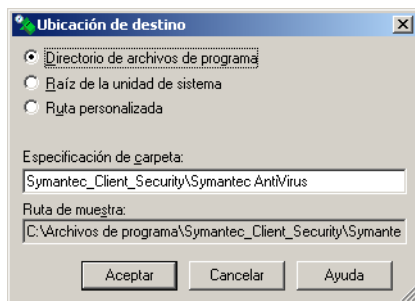 Ubicación de destino
Directorio de archivos de programa
Raíz de la unidad de sistema
Ruta personalizada
Especificación de carpeta:
Symantec_Client_Security\Symantec AntiVirus
Ruta de muestra:
C:\Archivos de programa\Symantec_Client_Security\Symante
Aceptar Cancelar Ayuda